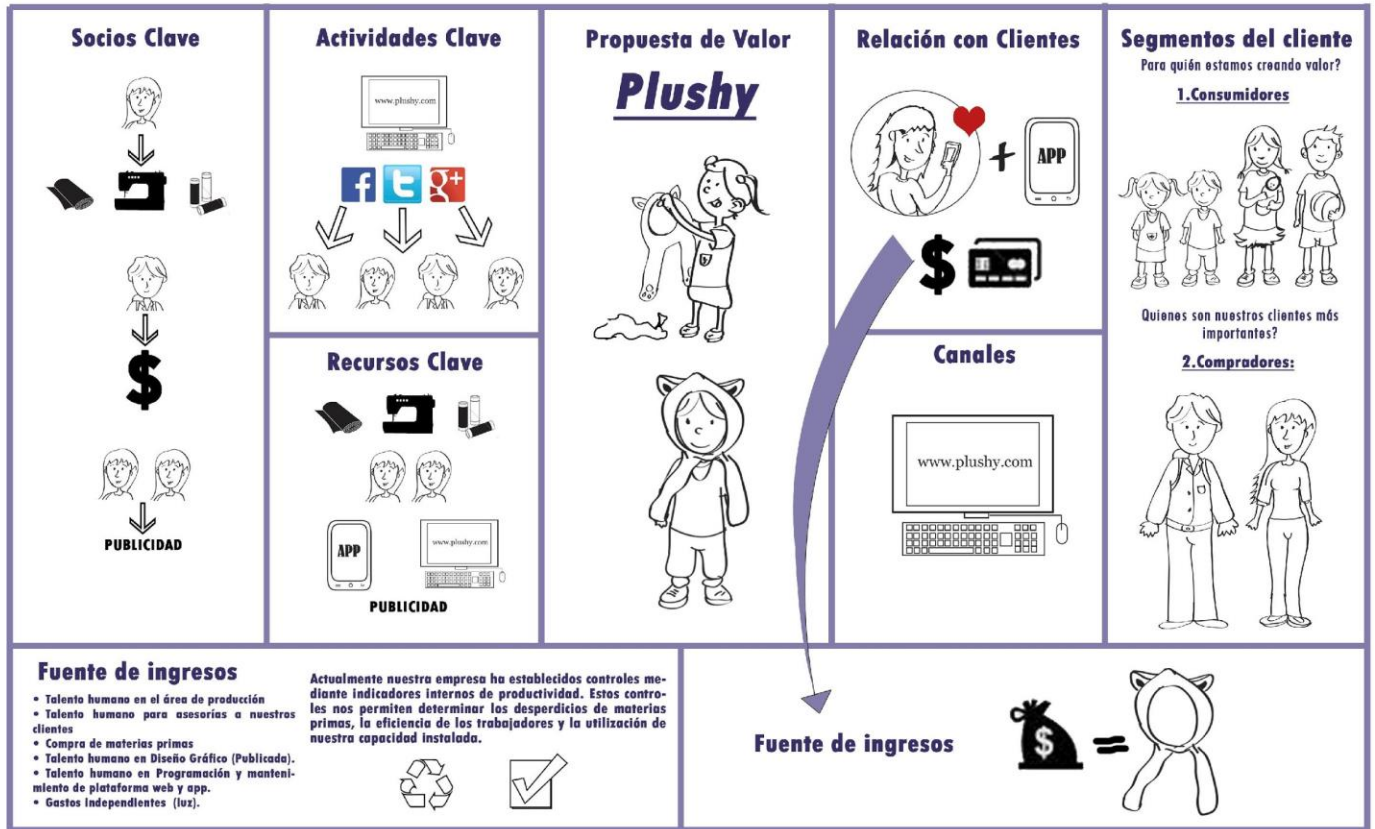 Socios Clave
PUBLICIDAD
Actividades Clave
www.plushy.com
f
t
g+
Recursos Clave
APP
www.plushy.com
PUBLICIDAD
Propuesta de Valor
Plushy
Relación con Clientes
+
APP
$
Canales
www.plushy.com
Segmentos del cliente
Para quién estamos creando valor?
1.Consumidores
Quienes son nuestros clientes más
importantes?
2.Compradores:
Fuente de ingresos
• Talento humano en el área de producción
• Talento humano para asesorías a nuestros
clientes
• Compra de materias primas
• Talento humano en Diseño Gráfico (Publicada).
• Talento humano en Programación y manteni-
miento de plataforma web y app.
• Gastos Independientes (luz).
Actualmente nuestra empresa ha establecidos controles me-
diante indicadores internos de productividad. Estos contro-
les nos permiten determinar los desperdicios de materias
primas, la eficiencia de los trabajadores y la utilización de
nuestra capacidad instalada.
Fuente de ingresos
$ =